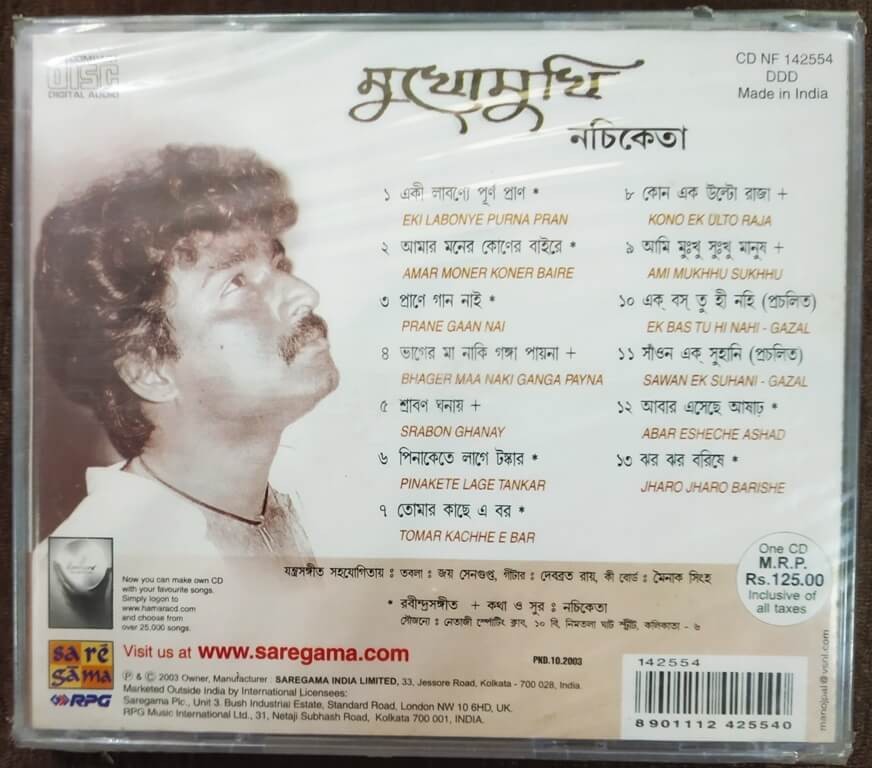 COMPACT
DISC
DIGITAL AUDIO
CD NF 142554
DDD
Made in India
মুখোমুখি
নচিকেতা
১ একী লাবণ্যে পূর্ণ প্রাণ *
EKI LABONYE PURNA PRAN
২ আমার মনের কোণের বাইরে *
AMAR MONER KONER BAIRE
৩ প্রাণে গান নাই *
PRANE GAAN NAI
৪ ভাগের মা নাকি গঙ্গা পায়না +
BHAGER MAA NAKI GANGA PAYNA
৫ শ্রাবণ ঘনায় +
SRABON GHANAY
৬ পিনাকেতে লাগে টঙ্কার *
PINAKETE LAGE TANKAR
৭ তোমার কাছে এ বর *
TOMAR KACHHE E BAR
৮ কোন এক উল্টো রাজা +
KONO EK ULTO RAJA
৯ আমি মুঃখু সুঃখু মানুষ +
AMI MUKHHU SUKHHU
১০ এক্ বস্ তু হী নহি (প্রচলিত)
EK BAS TU HI NAHI - GAZAL
১১ সাঁওন এক্ সুহানি (প্রচলিত)
SAWAN EK SUHANI - GAZAL
১২ আবার এসেছে আষাঢ় *
ABAR ESHECHE ASHAD
১৩ ঝর ঝর বরিষে *
JHARO JHARO BARISHE
One CD
M.R.P.
Rs.125.00
Inclusive of
all taxes
যন্ত্রসঙ্গীত সহযোগিতায় ঃ তবলা ঃ জয় সেনগুপ্ত, গীটার ঃ দেবব্রত রায়, কী বোর্ড ঃ মৈনাক সিংহ
* রবীন্দ্রসঙ্গীত + কথা ও সুর ঃ নচিকেতা
সৌজন্যে ঃ নেতাজী স্পোর্টিং ক্লাব, ১০ বি, নিমতলা ঘাট স্ট্রীট, কলিকাতা - ৬
Now you can make own CD
with your favourite songs.
Simply logon to
www.hamaracd.com
and choose from
over 25,000 songs.
sa rē
gā ma
RPG
Visit us at www.saregama.com
PND.10.2003
Ⓟ & © 2003 Owner, Manufacturer : SAREGAMA INDIA LIMITED, 33, Jessore Road, Kolkata - 700 028, India.
Marketed Outside India by International Licensees:
Saregama Plc., Unit 3. Bush Industrial Estate, Standard Road, London NW 10 6HD, UK.
RPG Music International Ltd., 31, Netaji Subhash Road, Kolkata 700 001, INDIA.
142554
8901112 425540
manojpal@vsnl.com